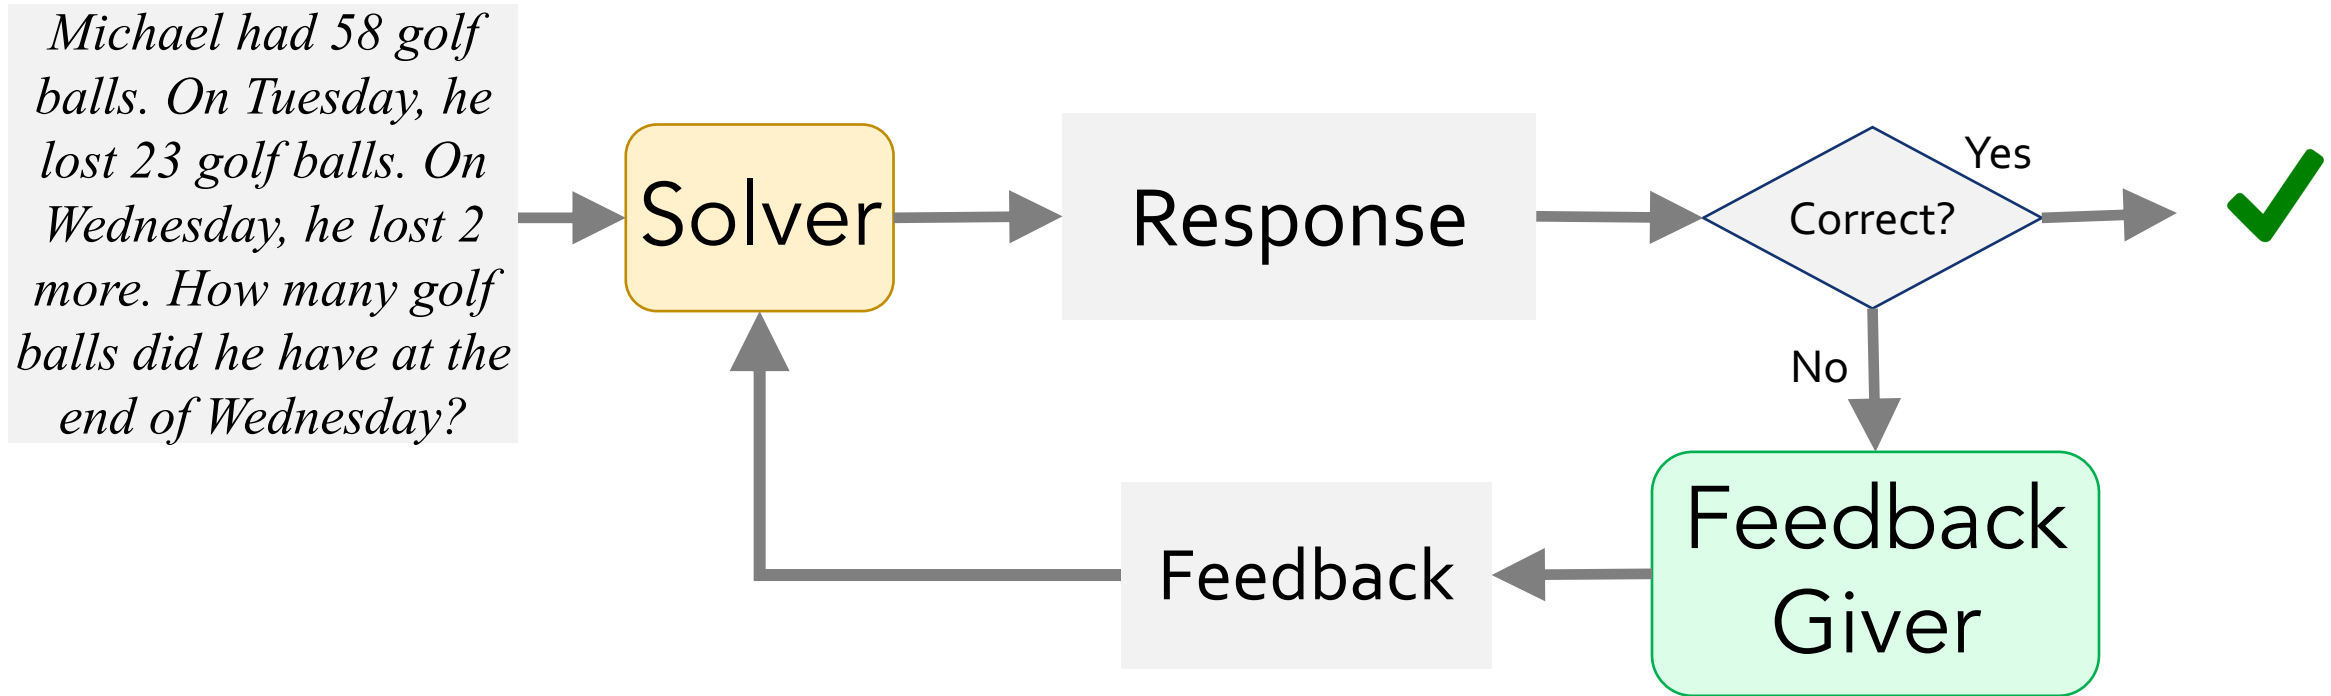 Michael had 58 golf
balls. On Tuesday, he
lost 23 golf balls. On
Wednesday, he lost 2
more. How many golf
balls did he have at the
end of Wednesday?
Solver
Response
Correct?
Yes
No
Feedback
Giver
Feedback